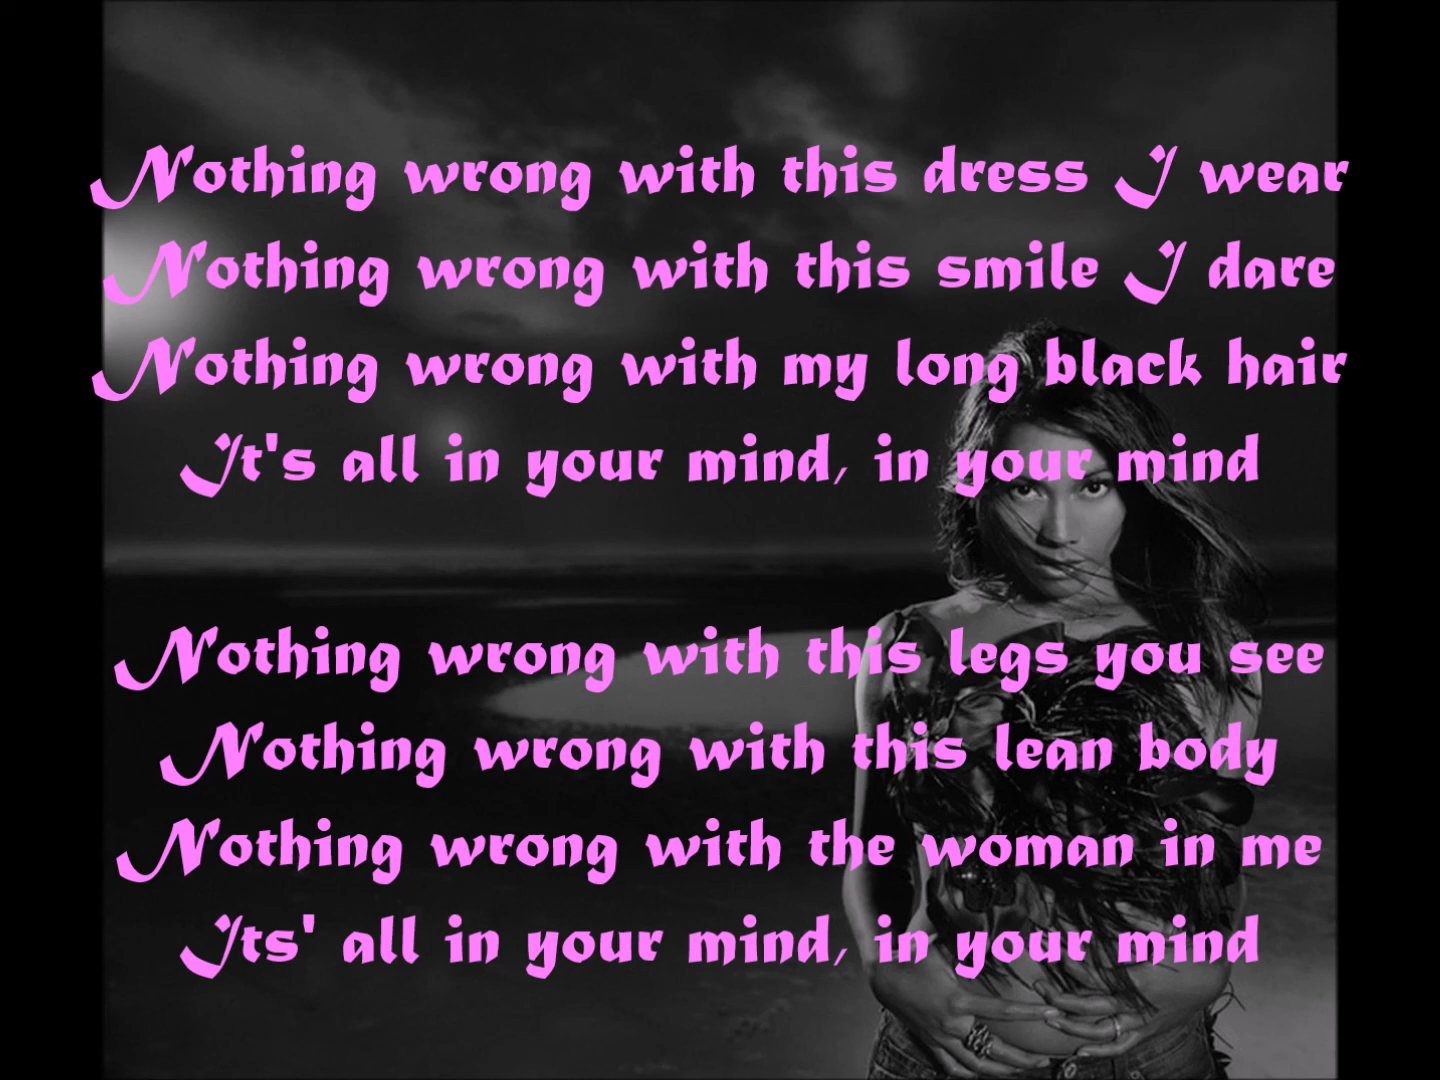 Nothing wrong with this dress I wear
Nothing wrong with this smile I dare
Nothing wrong with my long black hair
It's all in your mind, in your mind
Nothing wrong with this legs you see
Nothing wrong with this lean body
Nothing wrong with the woman in me
Its' all in your mind, in your mind